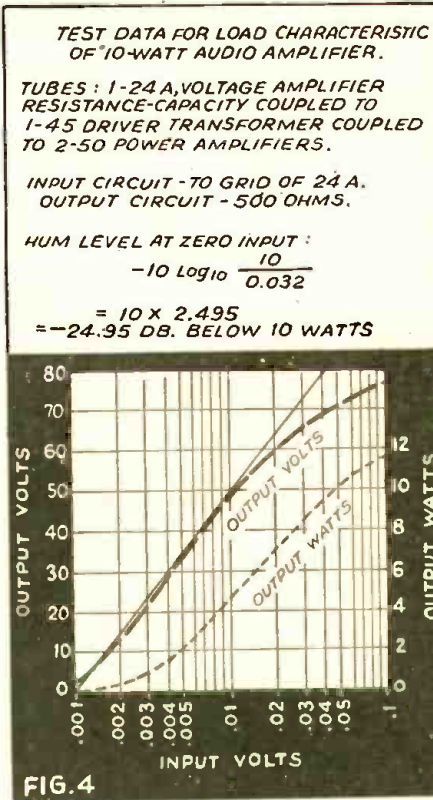 TEST DATA FOR LOAD CHARACTERISTIC
OF 10-WATT AUDIO AMPLIFIER.
TUBES : 1-24 A, VOLTAGE AMPLIFIER
RESISTANCE-CAPACITY COUPLED TO
1-45 DRIVER TRANSFORMER COUPLED
TO 2-50 POWER AMPLIFIERS.
INPUT CIRCUIT - TO GRID OF 24 A.
OUTPUT CIRCUIT - 500 OHMS.
HUM LEVEL AT ZERO INPUT :
-10 Log10 10/0.032
= 10 X 2.495
=-24.95 DB. BELOW 10 WATTS
OUTPUT VOLTS
80
70
60
50
40
30
20
10
0
OUTPUT VOLTS
OUTPUT WATTS
12
10
8
6
4
2
0
OUTPUT WATTS
.001
.002
.003
.004
.005
.01
.02
.03
.04
.05
.1
INPUT VOLTS
FIG.4